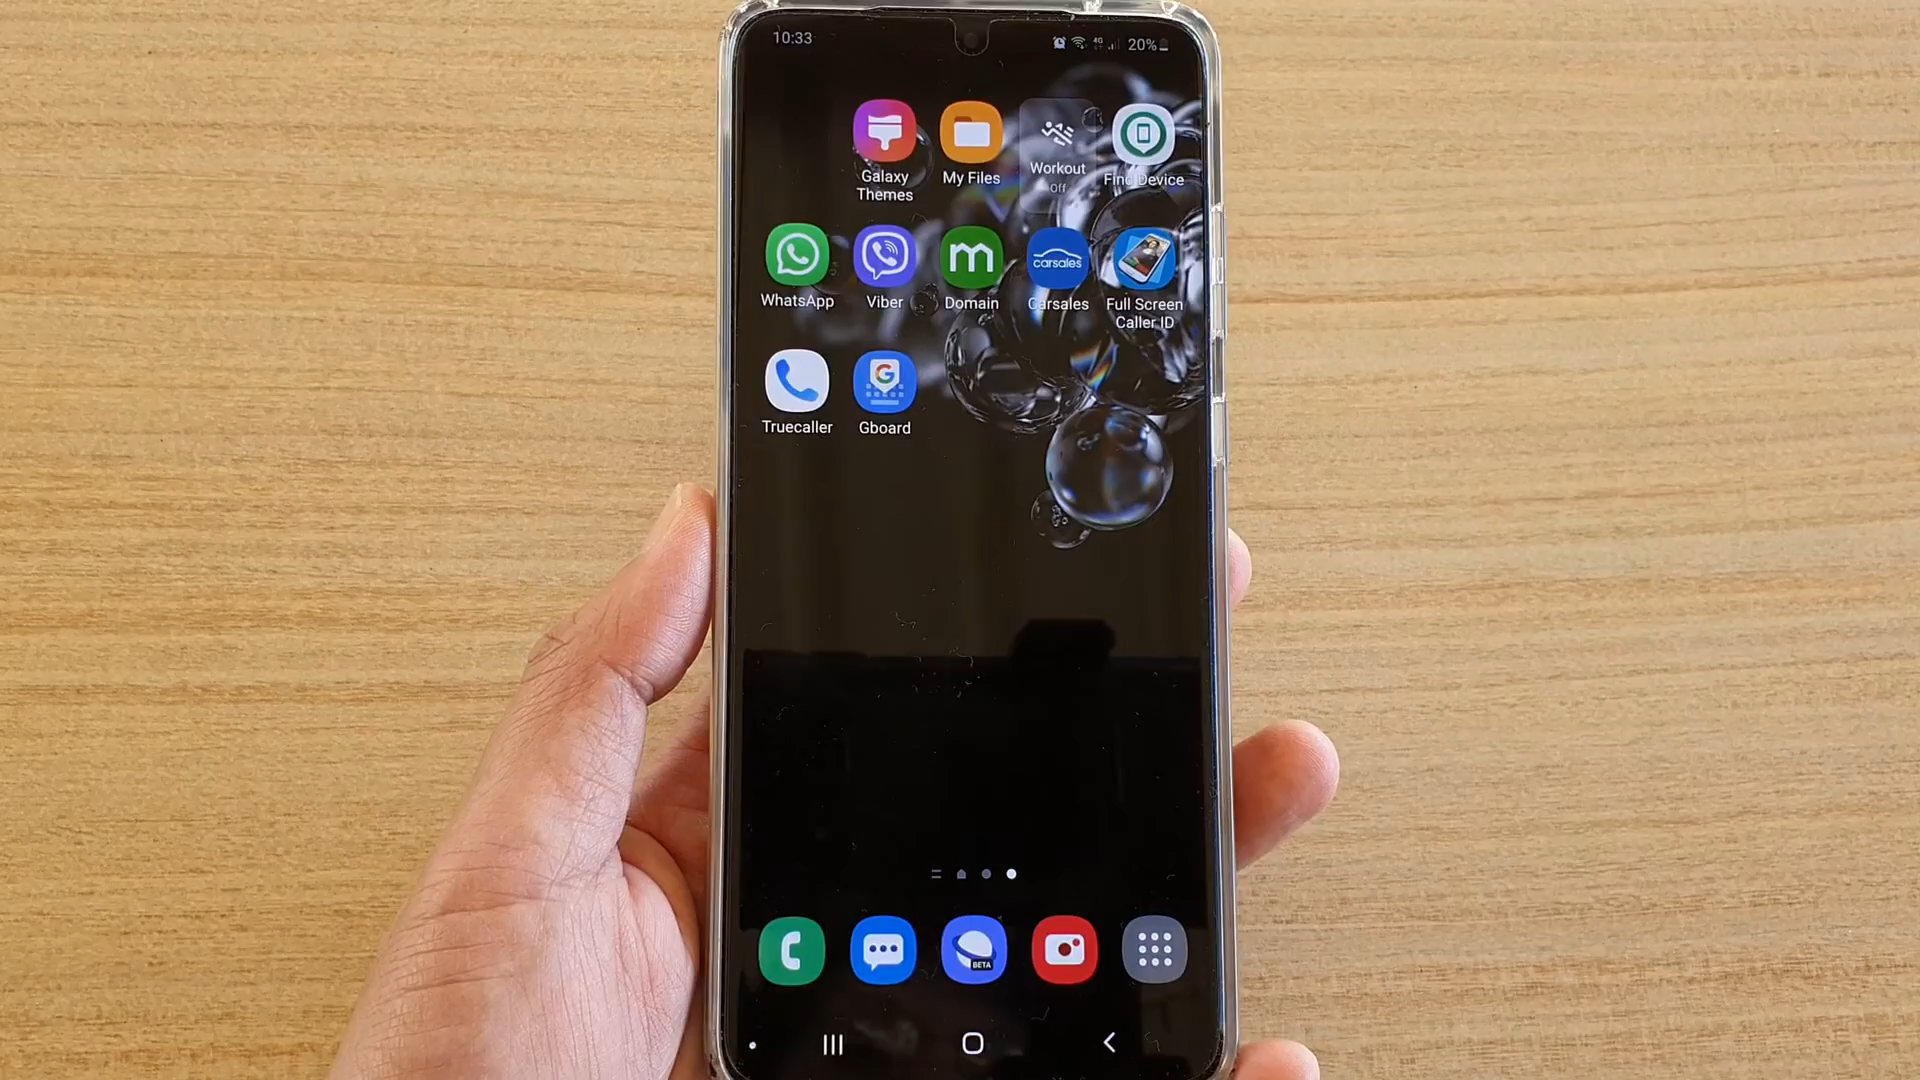 10:33
4G
20%
Galaxy
Themes
My Files
Workout
Off
Find Device
carsales
WhatsApp
Viber
Domain
Carsales
Full Screen
Caller ID
Truecaller
Gboard
BETA